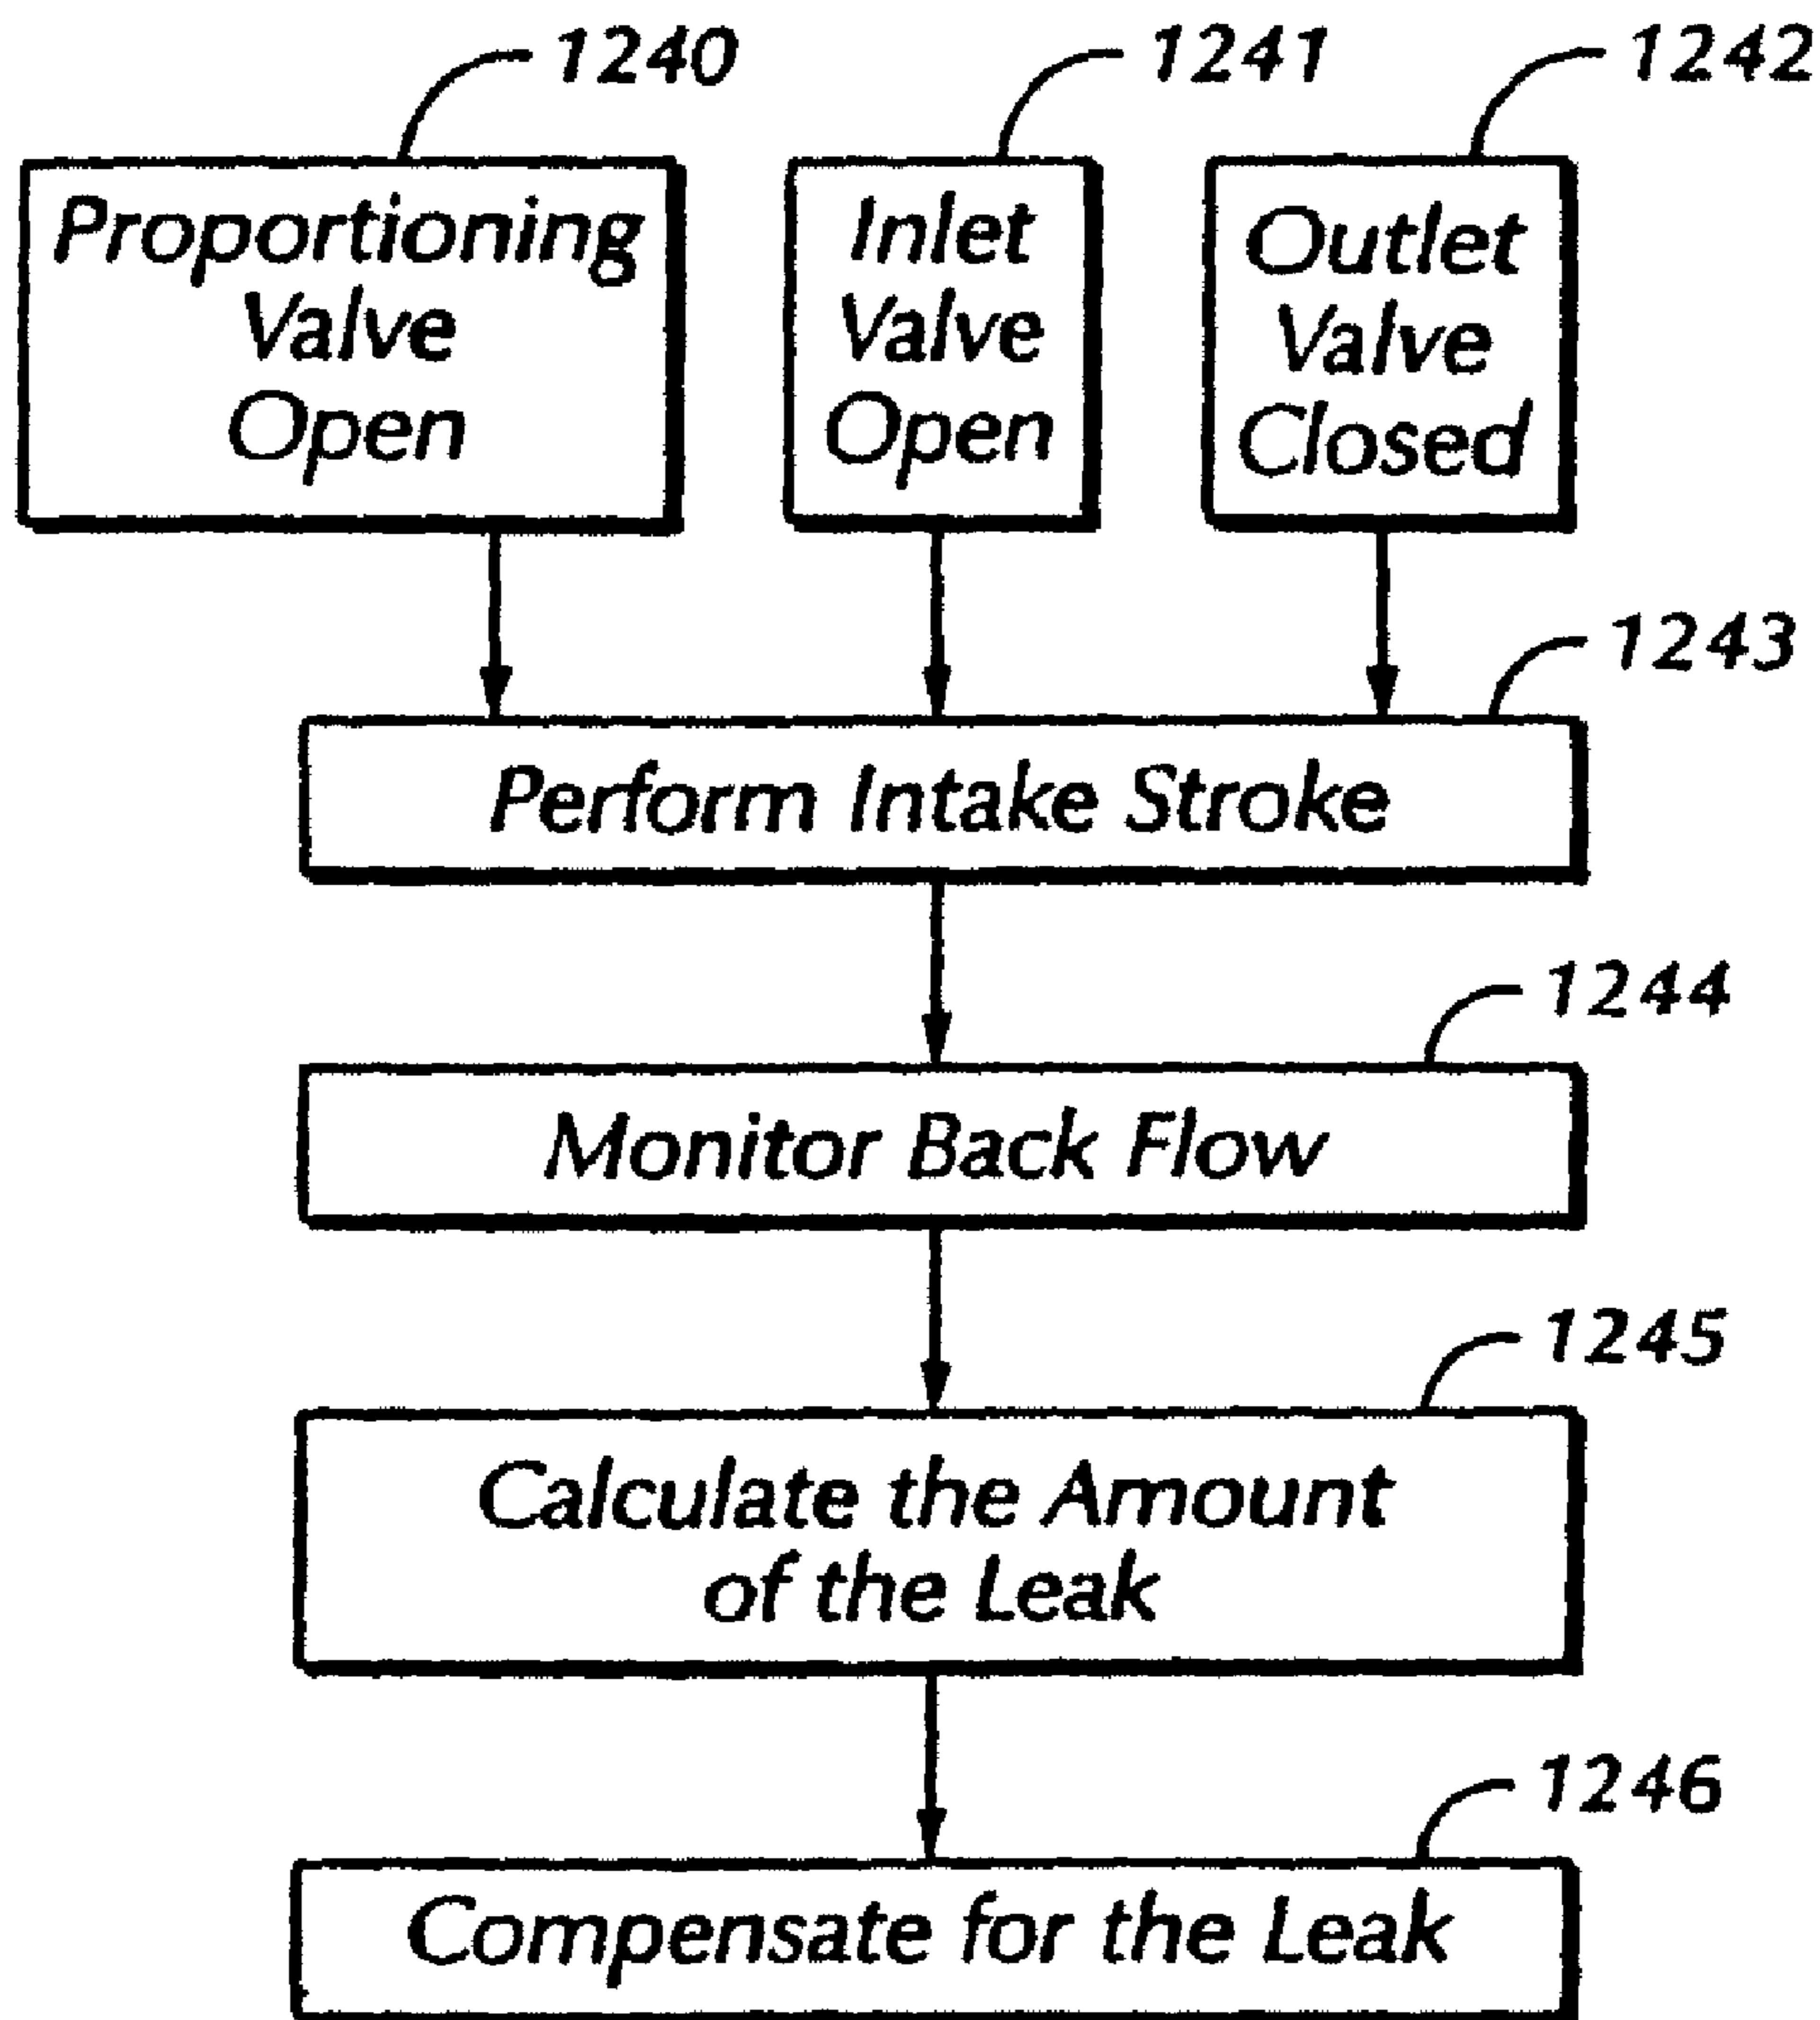 1240
1241
1242
Proportioning
Valve
Open
Inlet
Valve
Open
Outlet
Valve
Closed
1243
Perform Intake Stroke
1244
Monitor Back Flow
1245
Calculate the Amount
of the Leak
1246
Compensate for the Leak